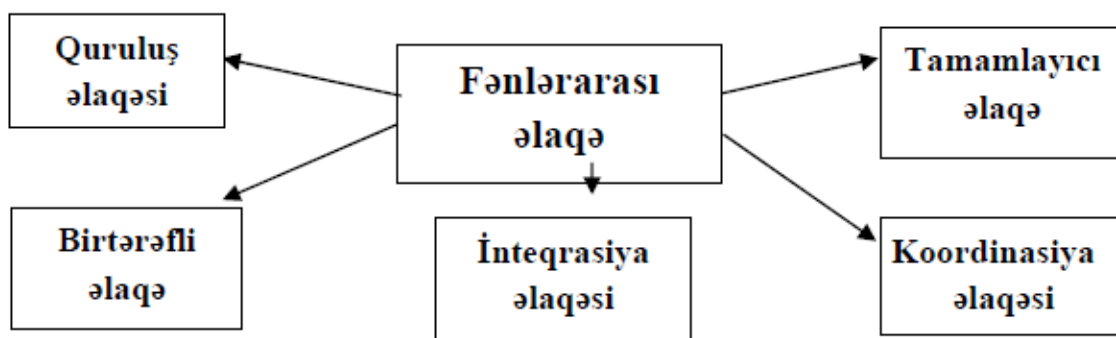 Quruluş
əlaqəsi
Fənlərarası
əlaqə
Tamamlayıcı
əlaqə
Birtərəfli
əlaqə
İnteqrasiya
əlaqəsi
Koordinasiya
əlaqəsi